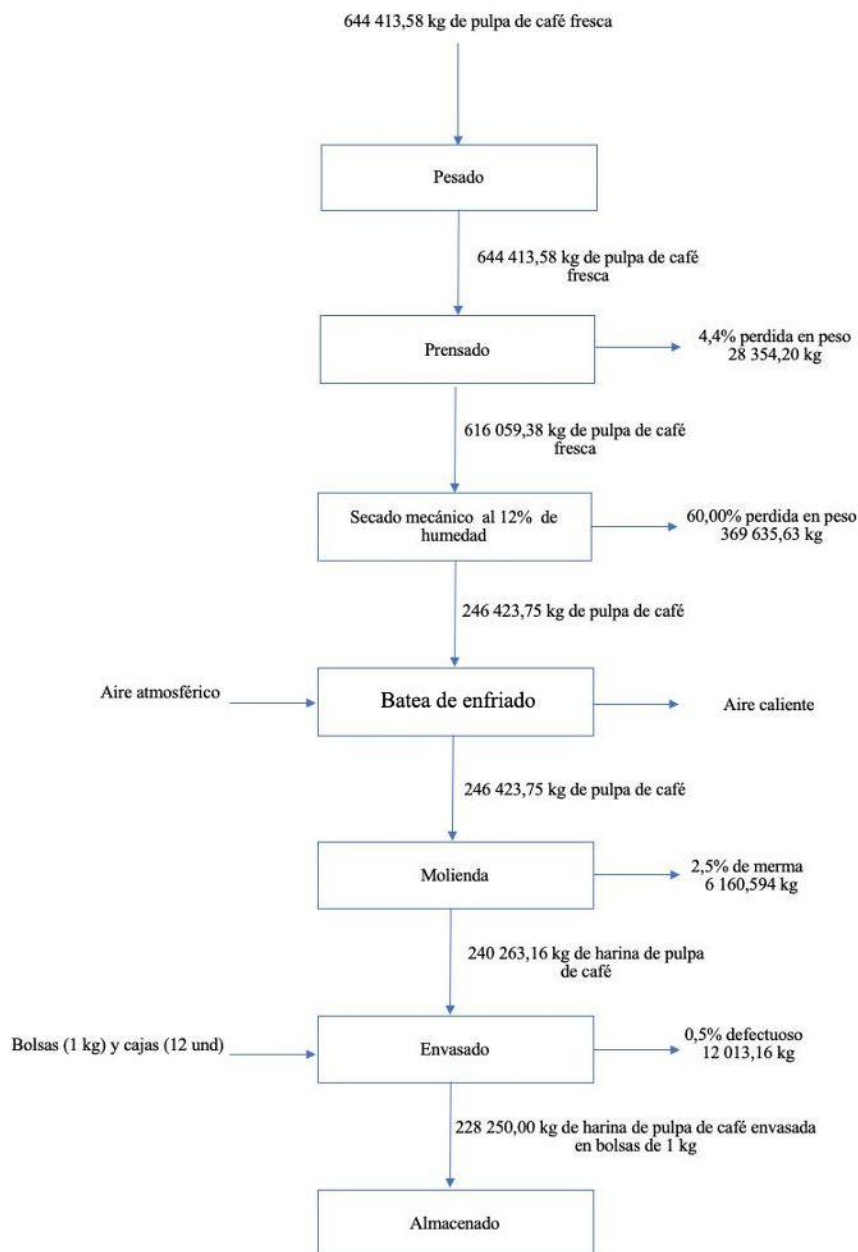 644 413,58 kg de pulpa de café fresca
Pesado
644 413,58 kg de pulpa de café
fresca
Prensado
4,4% perdida en peso
28 354,20 kg
616 059,38 kg de pulpa de café
fresca
Secado mecánico al 12% de
humedad
60,00% perdida en peso
369 635,63 kg
246 423,75 kg de pulpa de café
Aire atmosférico
Batea de enfriado
Aire caliente
246 423,75 kg de pulpa de café
Molienda
2,5% de merma
6 160,594 kg
240 263,16 kg de harina de pulpa
de café
Bolsas (1 kg) y cajas (12 und)
Envasado
0,5% defectuoso
12 013,16 kg
228 250,00 kg de harina de pulpa de café envasada
en bolsas de 1 kg
Almacenado